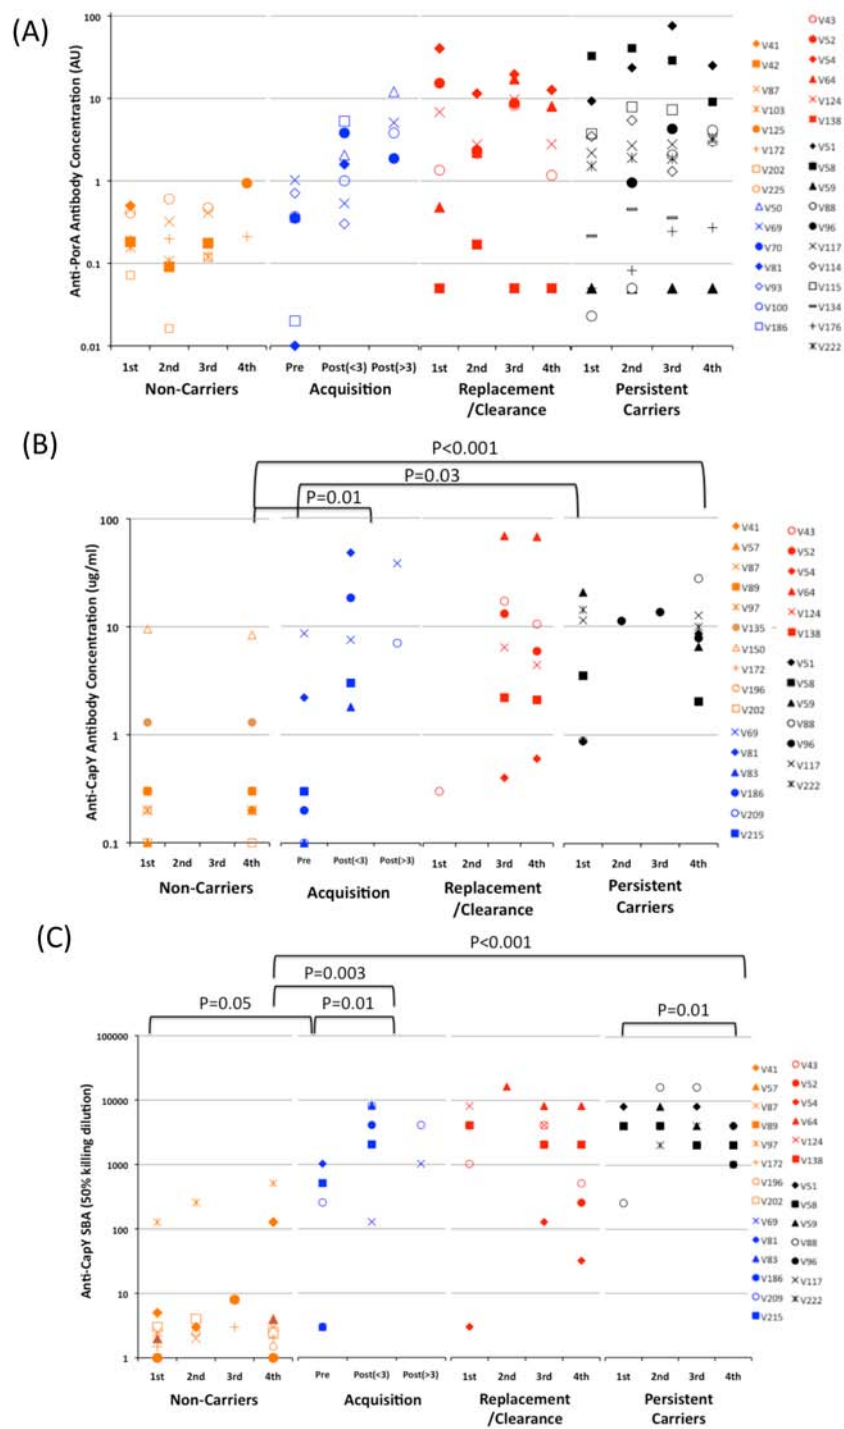 (A)
Anti-PorA Antibody Concentration (AU)
100
10
1
0.1
0.01
1st 2nd 3rd 4th
Non-Carriers
Pre Post(<3) Post(>3)
Acquisition
1st 2nd 3rd 4th
Replacement
/Clearance
1st 2nd 3rd 4th
Persistent
Carriers
V41
V42
V87
V103
V125
V172
V202
V225
V50
V69
V70
V81
V93
V100
V186
V43
V52
V54
V64
V124
V138
V51
V58
V59
V88
V96
V117
V114
V115
V134
V176
V222
(B)
P<0.001
P=0.03
P=0.01
Anti-CapY Antibody Concentration (ug/ml)
100
10
1
0.1
1st 2nd 3rd 4th
Non-Carriers
Pre Post(<3) Post(>3)
Acquisition
1st 2nd 3rd 4th
Replacement
/Clearance
1st 2nd 3rd 4th
Persistent
Carriers
V41
V57
V87
V89
V97
V135
V150
V172
V196
V202
V69
V81
V83
V186
V209
V215
V43
V52
V54
V64
V124
V138
V51
V58
V59
V88
V96
V117
V222
(C)
P<0.001
P=0.003
P=0.05
P=0.01
P=0.01
Anti-CapY SBA (50% killing dilution)
100000
10000
1000
100
10
1
1st 2nd 3rd 4th
Non-Carriers
Pre Post(<3) Post(>3)
Acquisition
1st 2nd 3rd 4th
Replacement
/Clearance
1st 2nd 3rd 4th
Persistent
Carriers
V41
V57
V87
V89
V97
V172
V196
V202
V69
V81
V83
V186
V209
V215
V43
V52
V54
V64
V124
V138
V51
V58
V59
V88
V96
V117
V222